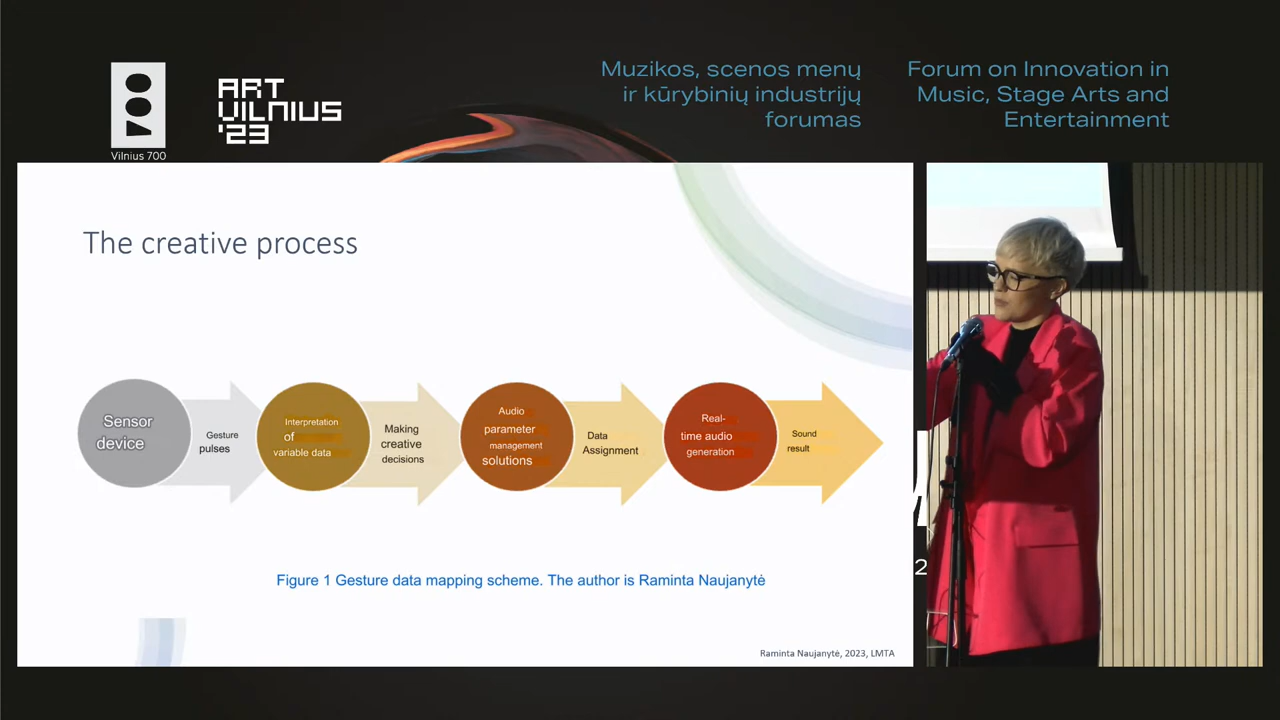 Vilnius 700
ART
VILNIUS
'23
Muzikos, scenos menų
ir kūrybinių industrijų
forumas
Forum on Innovation in
Music, Stage Arts and
Entertainment
The creative process
Sensor
device
Gesture
pulses
Interpretation
of
variable data
Making
creative
decisions
Audio
parameter
management
solutions
Data
Assignment
Real-
time audio
generation
Sound
result
Figure 1 Gesture data mapping scheme. The author is Raminta Naujanytė
Raminta Naujanytė, 2023, LMTA